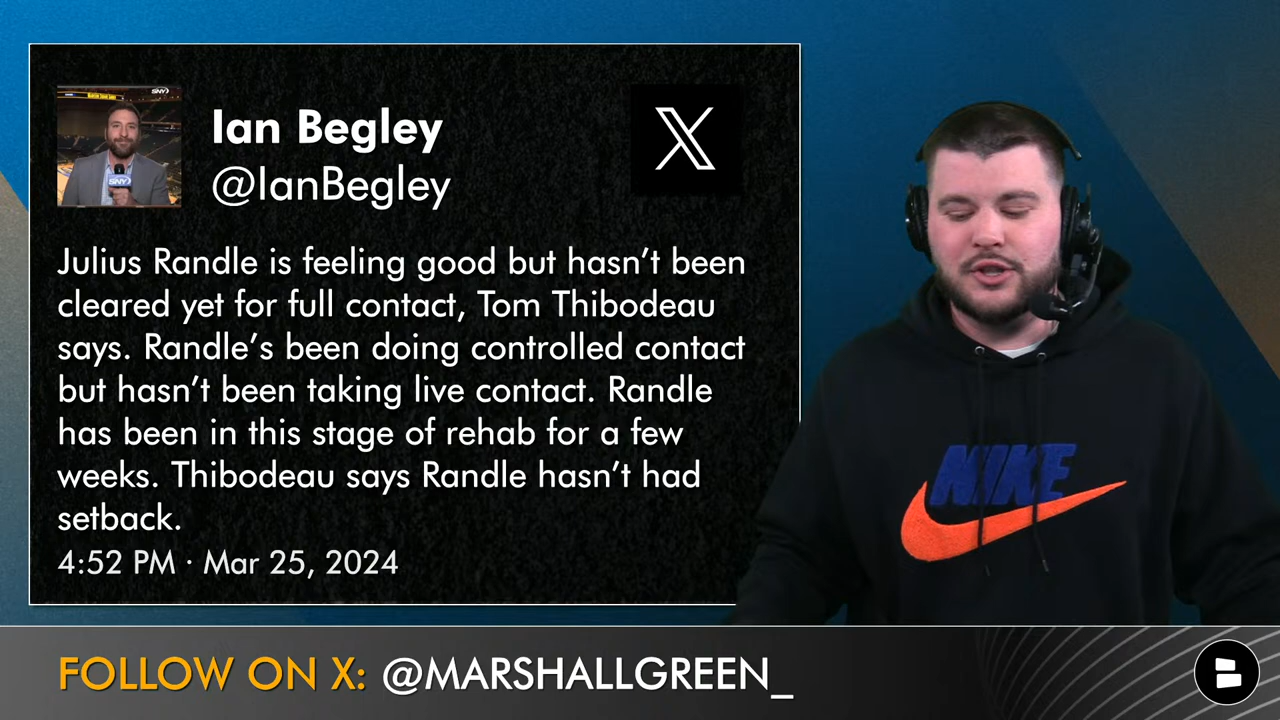 SNY
Ian Begley
@IanBegley
Julius Randle is feeling good but hasn’t been
cleared yet for full contact, Tom Thibodeau
says. Randle’s been doing controlled contact
but hasn’t been taking live contact. Randle
has been in this stage of rehab for a few
weeks. Thibodeau says Randle hasn’t had
setback.
4:52 PM · Mar 25, 2024
SNY
NIKE
FOLLOW ON X: @MARSHALLGREEN_